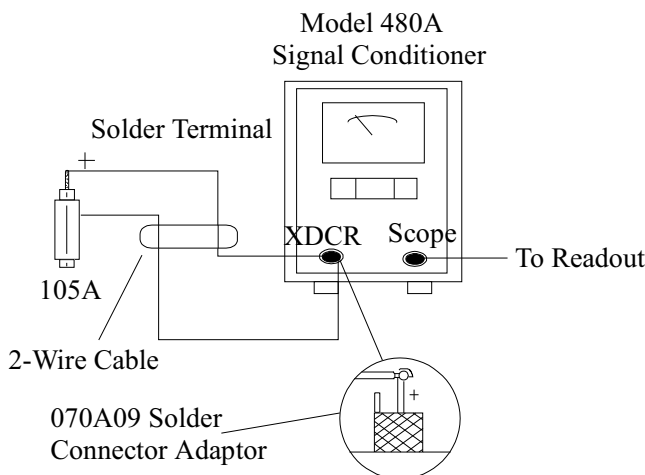 Model 480A
Signal Conditioner
Solder Terminal
+
XDCR
Scope
To Readout
105A
2-Wire Cable
+
070A09 Solder
Connector Adaptor